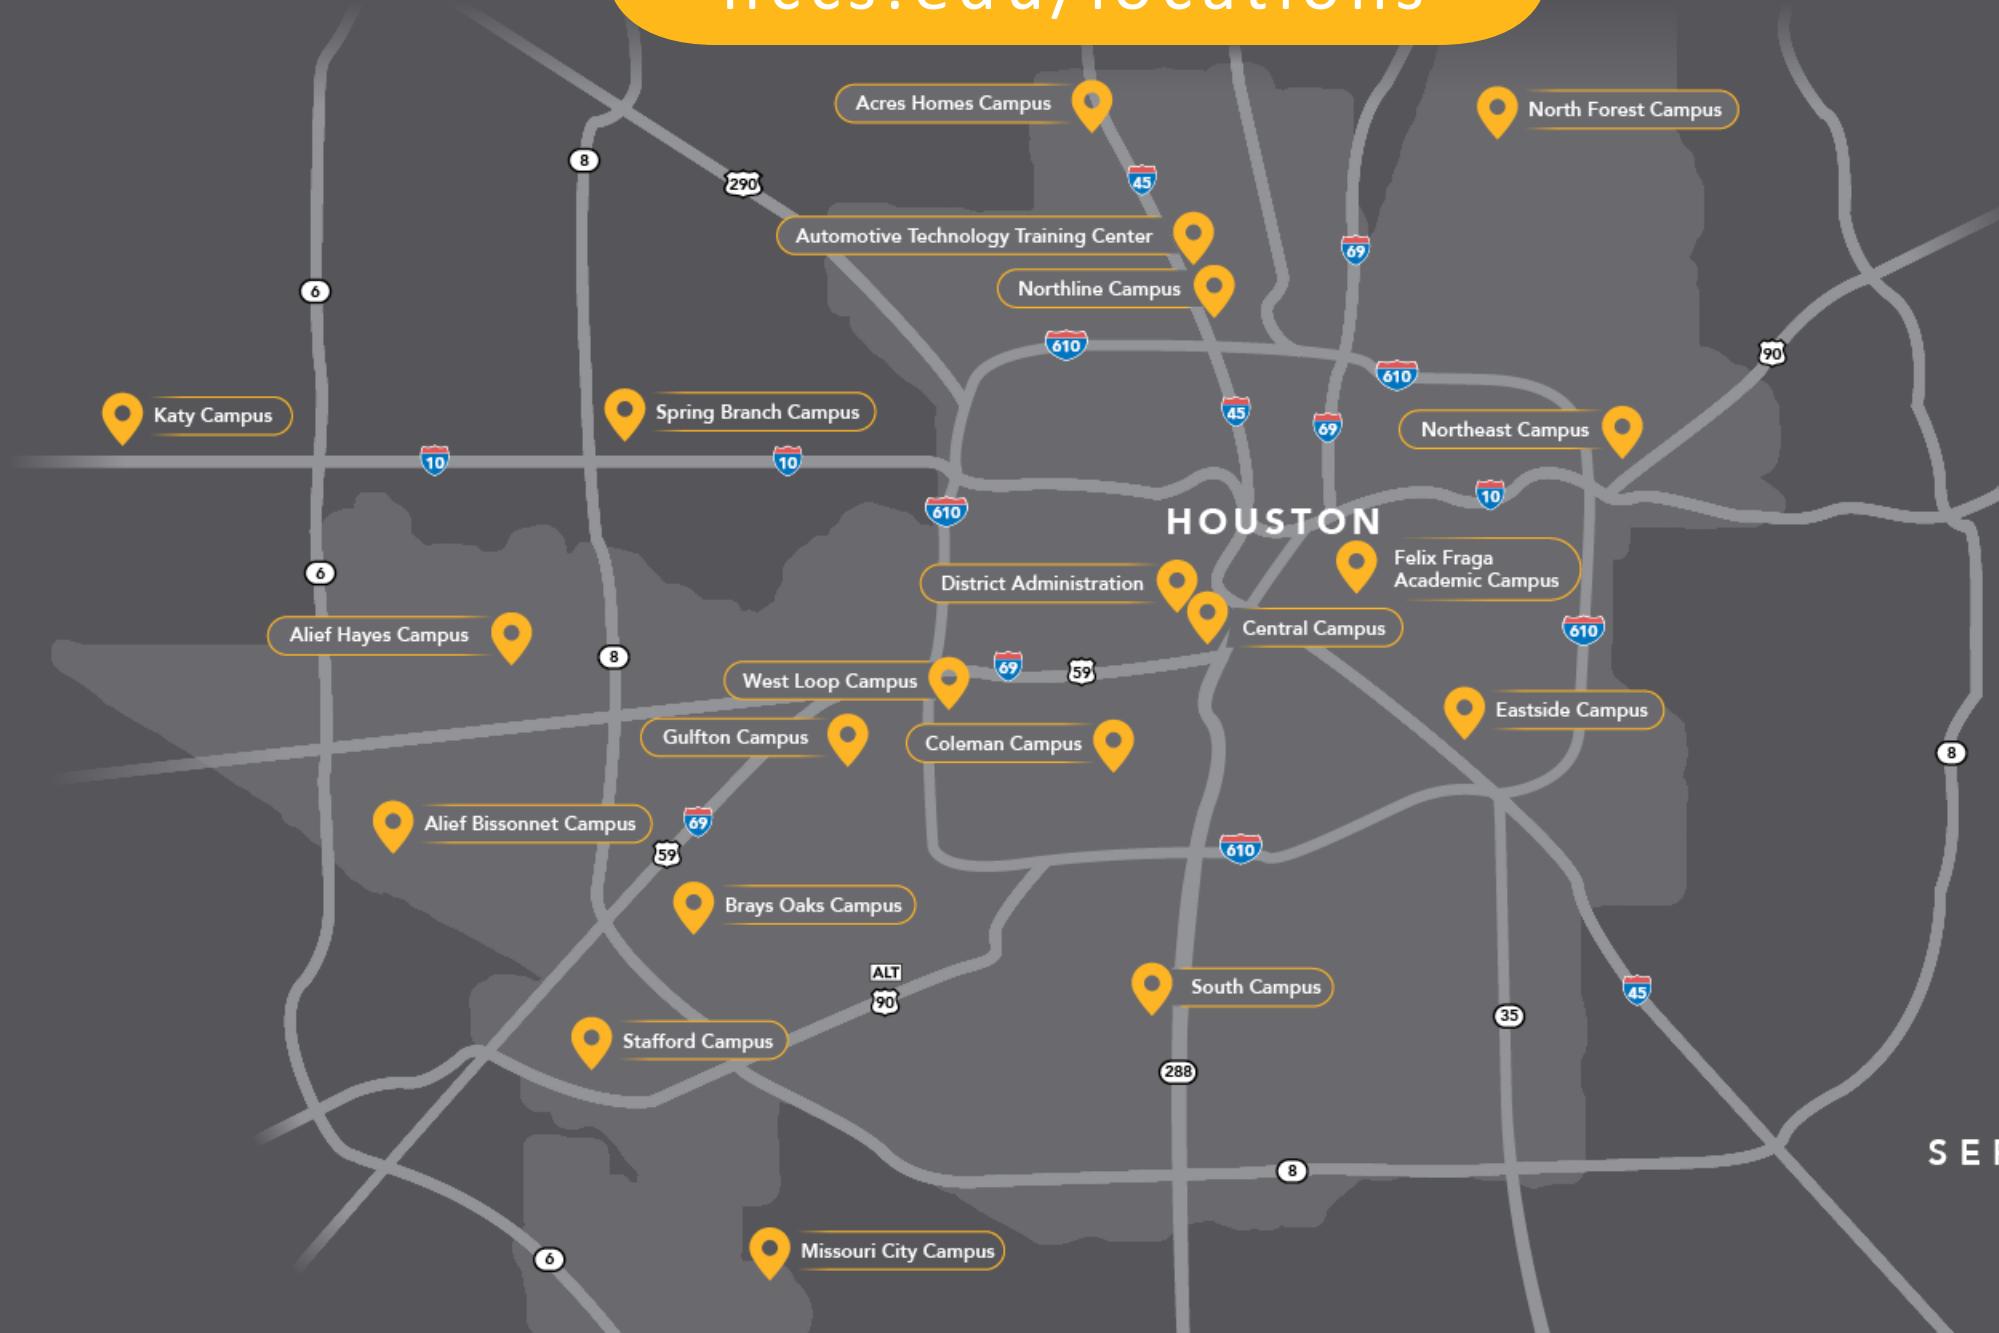 hccs.edu/locations
Acres Homes Campus
North Forest Campus
8
290
45
Automotive Technology Training Center
69
6
Northline Campus
610
90
610
Katy Campus
Spring Branch Campus
45
69
Northeast Campus
10
10
10
610
HOUSTON
Felix Fraga
Academic Campus
6
District Administration
Central Campus
610
Alief Hayes Campus
8
69
59
West Loop Campus
Eastside Campus
Gulfton Campus
Coleman Campus
8
Alief Bissonnet Campus
69
59
610
Brays Oaks Campus
ALT
90
South Campus
45
35
Stafford Campus
288
8
Missouri City Campus
6